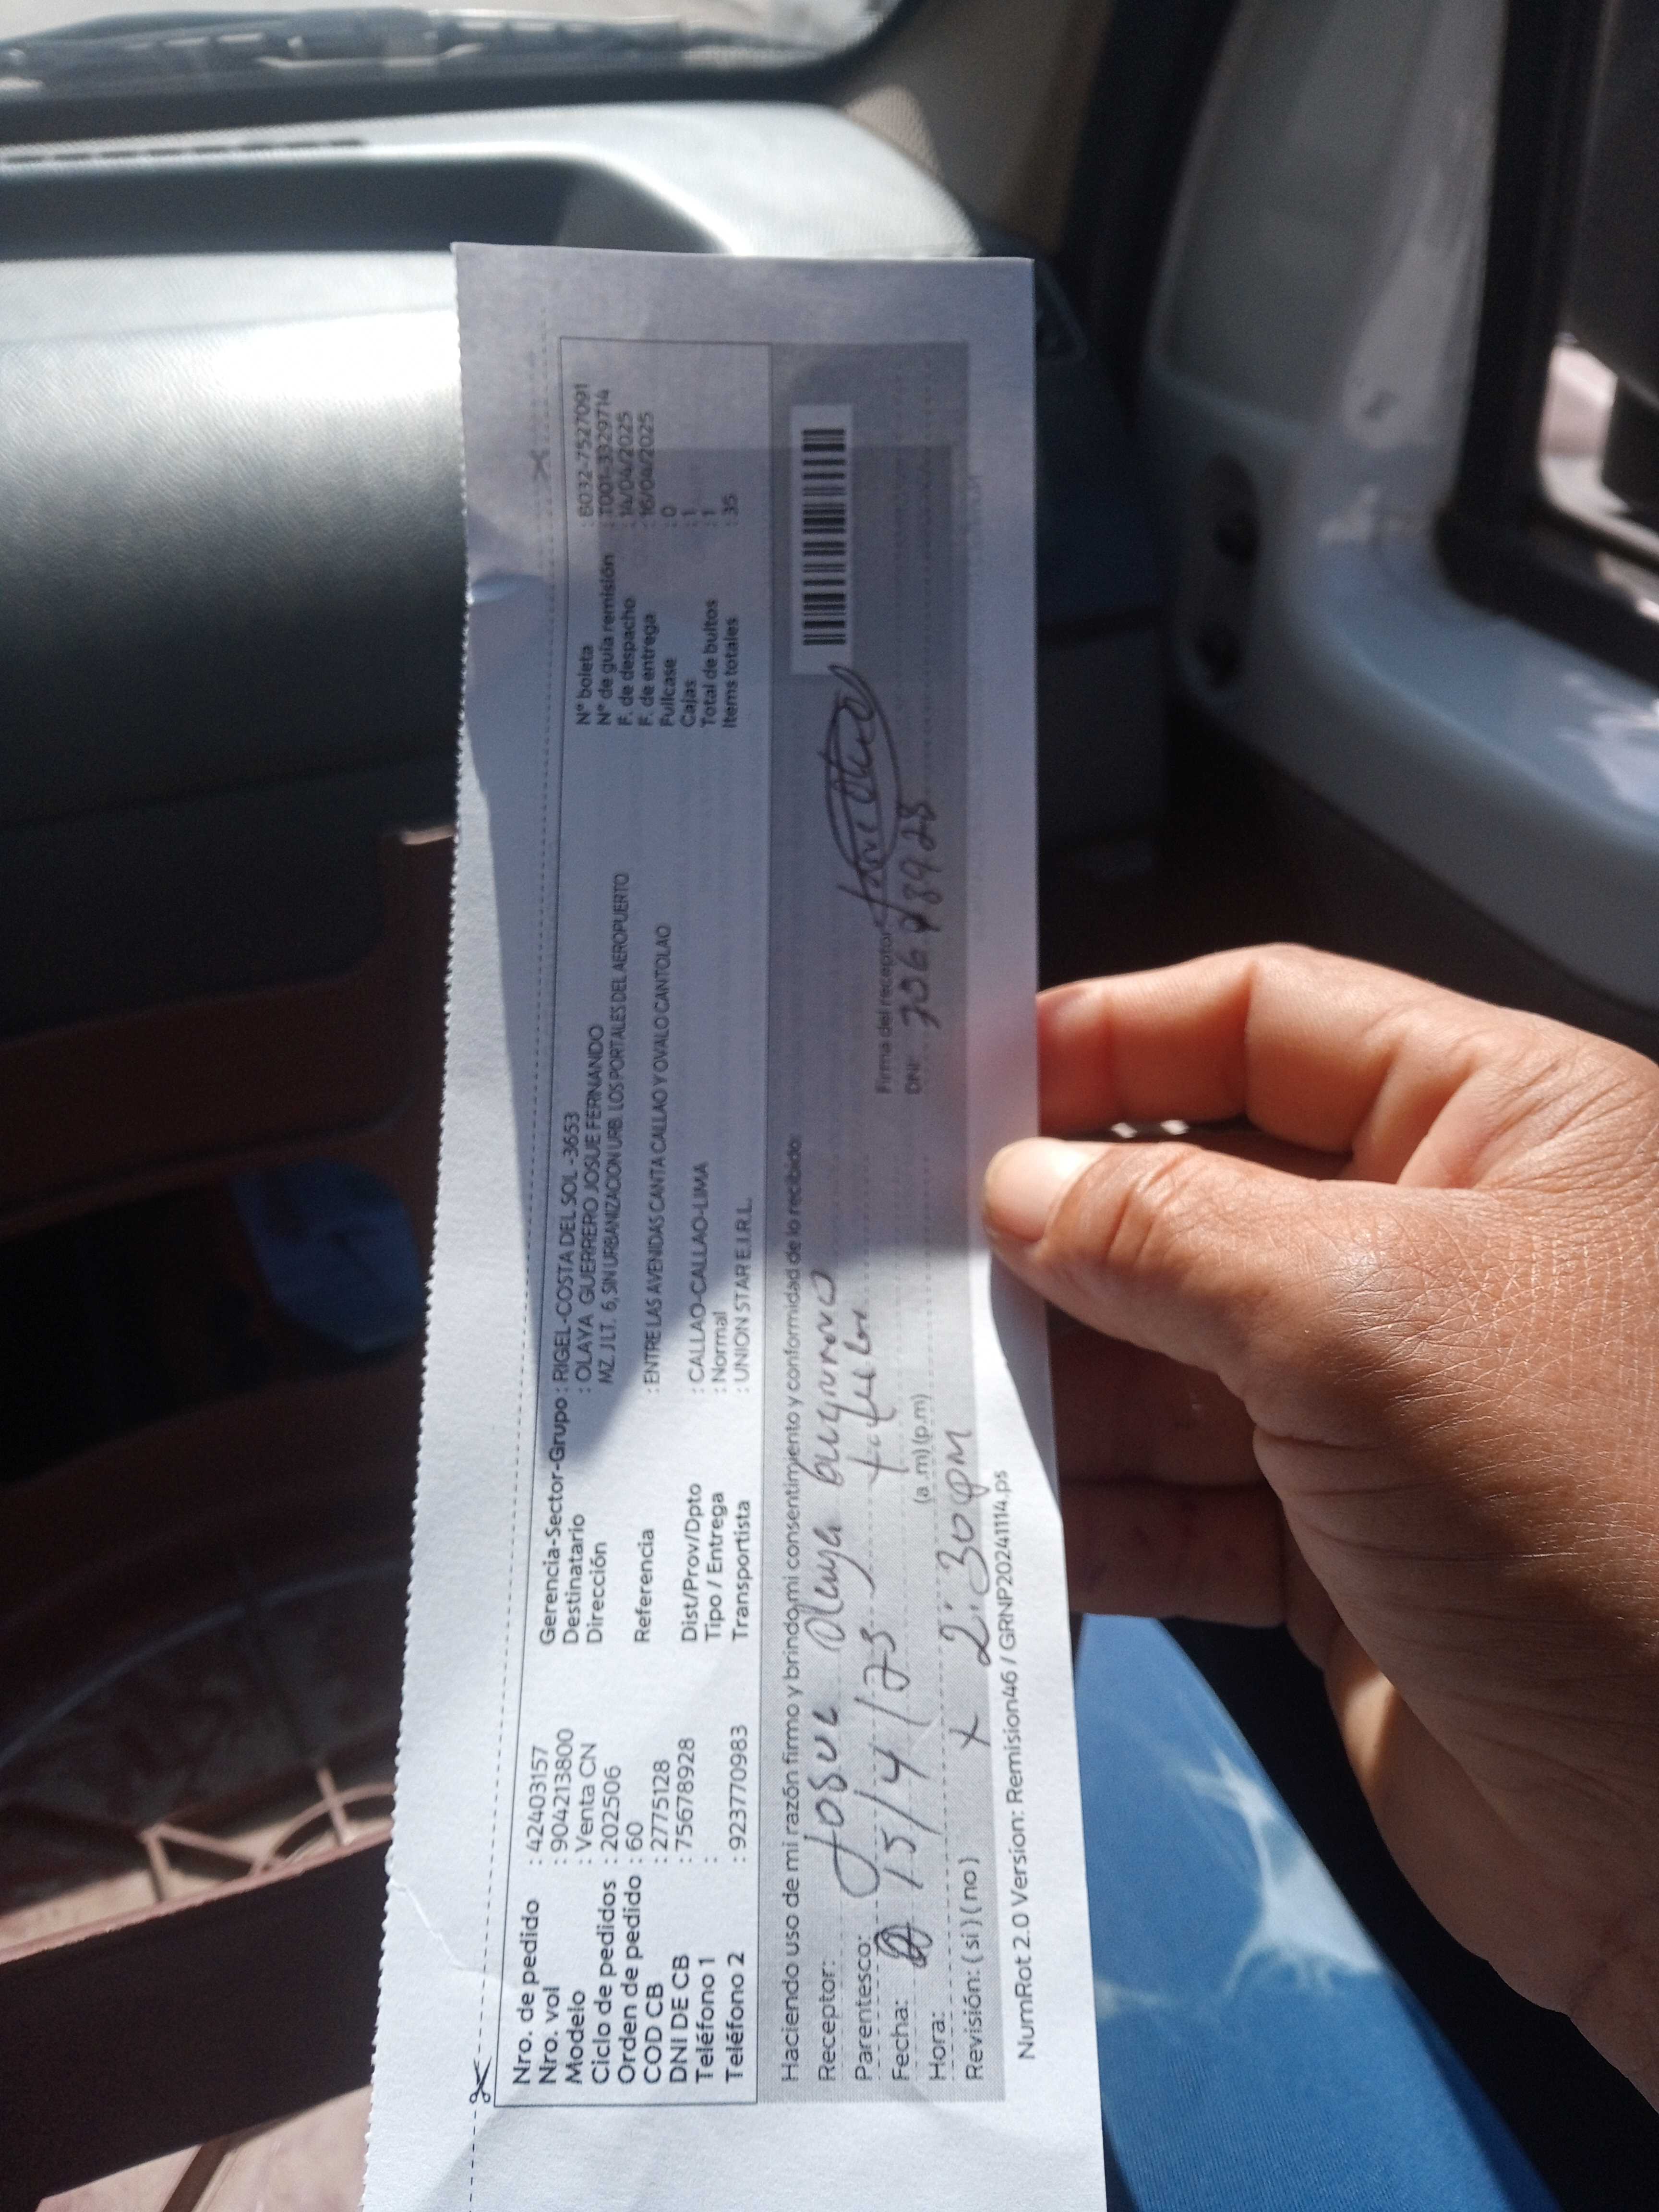 Nro. de pedido : 42403157
Nro. vol : 904213800
Modelo : Venta CN
Ciclo de pedidos : 202506
Orden de pedido : 60
COD CB : 2775128
DNI DE CB : 75678928
Teléfono 1 :
Teléfono 2 : 923770983
Gerencia-Sector-Grupo : RIGEL-COSTA DEL SOL-3653
Destinatario : OLAYA GUERRERO JOSUE FERNANDO
Dirección MZ. J LT. 6, SIN URBANIZACION URB. LOS PORTALES DEL AEROPUERTO
Referencia : ENTRE LAS AVENIDAS CANTA CALLAO Y OVALO CANTOLAO
Dist/Prov/Dpto : CALLAO-CALLAO-LIMA
Tipo / Entrega : Normal
Transportista : UNION STAR E.I.R.L.
N° boleta : B032-7527091
N° de guía remisión : T001-3329714
F. de despacho : 14/04/2025
F. de entrega : 16/04/2025
Fullcase : 0
Cajas : 1
Total de bultos : 1
Items totales : 35
Haciendo uso de mi razón firmo y brindo mi consentimiento y conformidad de lo recibido:
Receptor: Josue Olaya
Parentesco: titular
Fecha: 15/4/25
(a .m) (p.m)
Hora: x 2:30 pm
Revisión: ( si ) ( no )
Firma del receptor
DNI:
NumRot 2.0 Version: Remision46 / GRNP20241114.ps